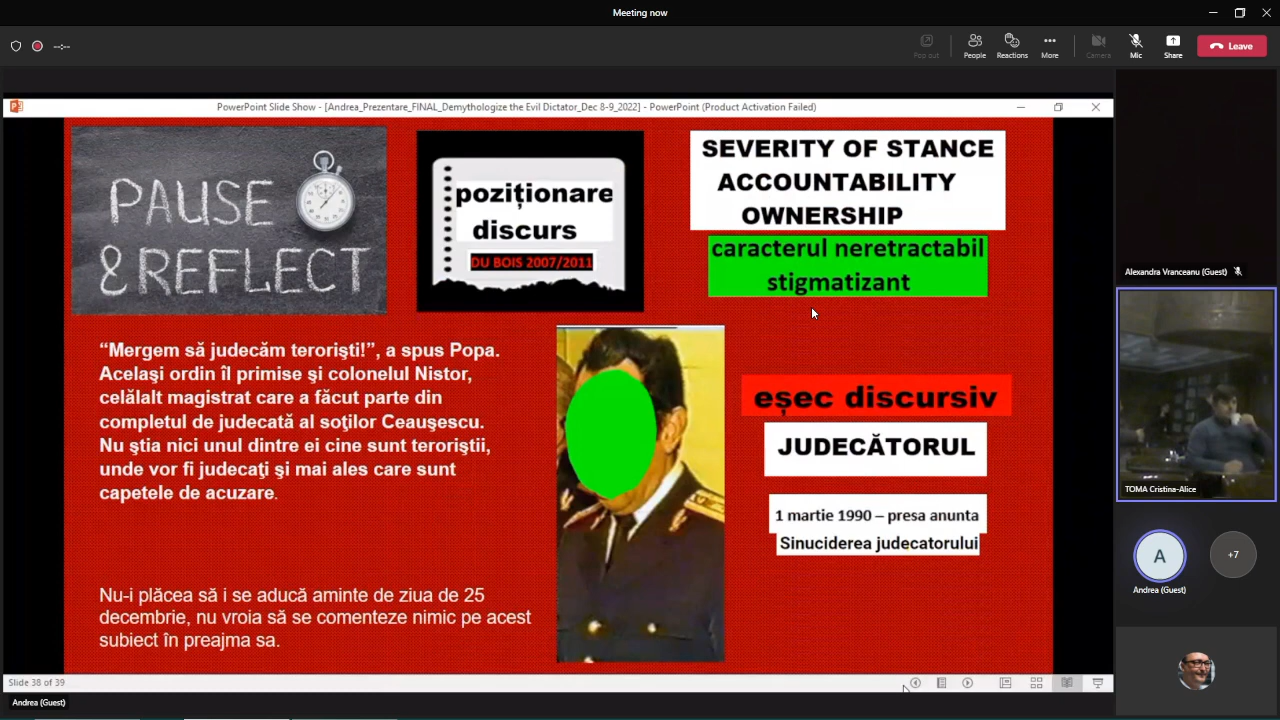 Meeting now
--:--
Pop out
People
Reactions
More
Camera
Mic
Share
Leave
PowerPoint Slide Show - [Andrea_Prezentare_FINAL_Demythologize the Evil Dictator_Dec 8-9_2022] - PowerPoint (Product Activation Failed)
PAUSE
& REFLECT
poziționare
discurs
DU BOIS 2007/2011
SEVERITY OF STANCE
ACCOUNTABILITY
OWNERSHIP
caracterul neretractabil
stigmatizant
“Mergem să judecăm terorişti!”, a spus Popa.
Acelaşi ordin îl primise şi colonelul Nistor,
celălalt magistrat care a făcut parte din
completul de judecată al soţilor Ceauşescu.
Nu ştia nici unul dintre ei cine sunt teroriştii,
unde vor fi judecaţi şi mai ales care sunt
capetele de acuzare.
Nu-i plăcea să i se aducă aminte de ziua de 25
decembrie, nu vroia să se comenteze nimic pe acest
subiect în preajma sa.
eșec discursiv
JUDECĂTORUL
1 martie 1990 – presa anunta
Sinuciderea judecatorului
Slide 38 of 39
Andrea (Guest)
Alexandra Vranceanu (Guest)
TOMA Cristina-Alice
A
+7
Andrea (Guest)